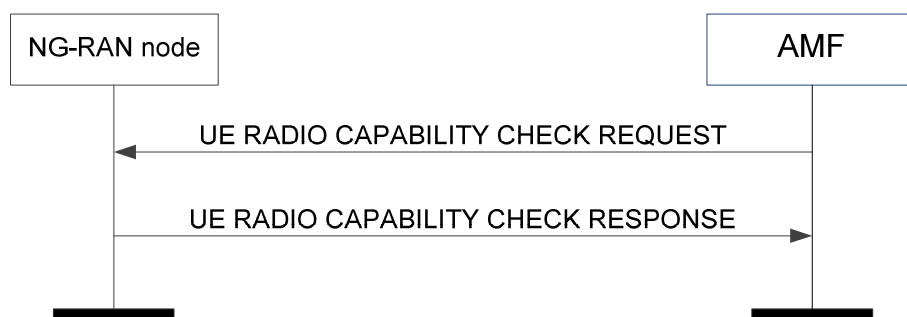 NG-RAN node
AMF
UE RADIO CAPABILITY CHECK REQUEST
UE RADIO CAPABILITY CHECK RESPONSE